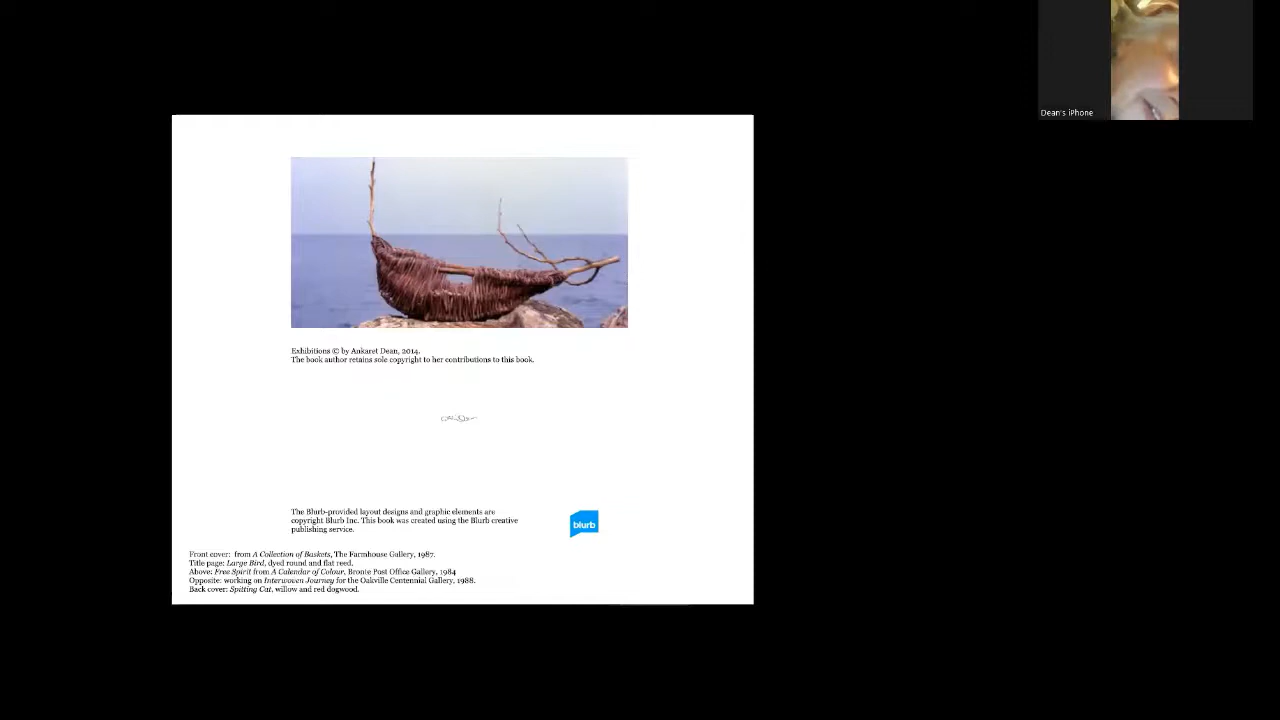 Dean's iPhone
Exhibitions © by Ankaret Dean, 2014.
The book author retains sole copyright to her contributions to this book.
The Blurb-provided layout designs and graphic elements are
copyright Blurb Inc. This book was created using the Blurb creative
publishing service.
blurb
Front cover: from A Collection of Baskets, The Farmhouse Gallery, 1987.
Title page: Large Bird, dyed round and flat reed.
Above: Free Spirit from A Calendar of Colour, Bronte Post Office Gallery, 1984
Opposite: working on Interwoven Journey for the Oakville Centennial Gallery, 1988.
Back cover: Spitting Cat, willow and red dogwood.